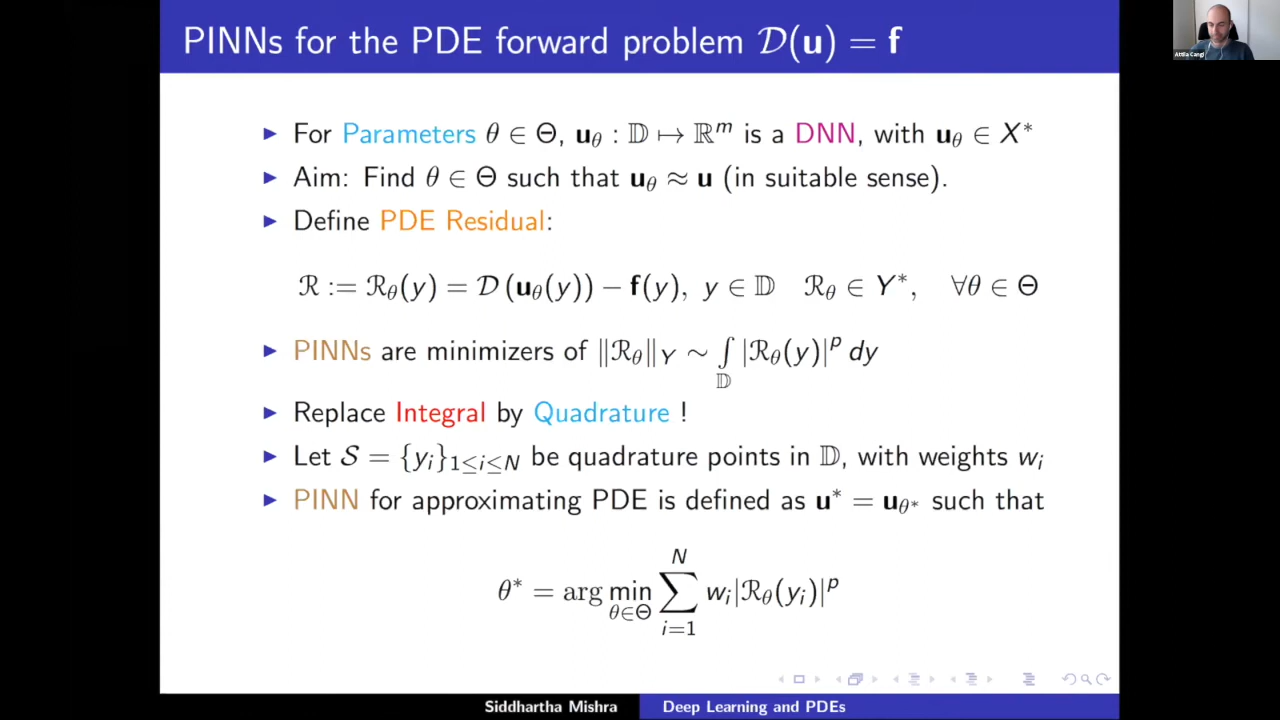 PINNs for the PDE forward problem 𝒟(u) = f
Attila Cangi
▶ For Parameters θ ∈ Θ, u_θ : 𝔻 ↦ ℝ^m is a DNN, with u_θ ∈ X*
▶ Aim: Find θ ∈ Θ such that u_θ ≈ u (in suitable sense).
▶ Define PDE Residual:
ℛ := ℛ_θ(y) = 𝒟 (u_θ(y)) − f(y), y ∈ 𝔻 ℛ_θ ∈ Y*, ∀θ ∈ Θ
▶ PINNs are minimizers of ‖ℛ_θ‖_Y ∼ ∫_𝔻 |ℛ_θ(y)|^p dy
▶ Replace Integral by Quadrature !
▶ Let 𝒮 = {y_i}_{1≤i≤N} be quadrature points in 𝔻, with weights w_i
▶ PINN for approximating PDE is defined as u* = u_{θ*} such that
θ* = arg min_{θ∈Θ} ∑_{i=1}^{N} w_i|ℛ_θ(y_i)|^p
Siddhartha Mishra Deep Learning and PDEs